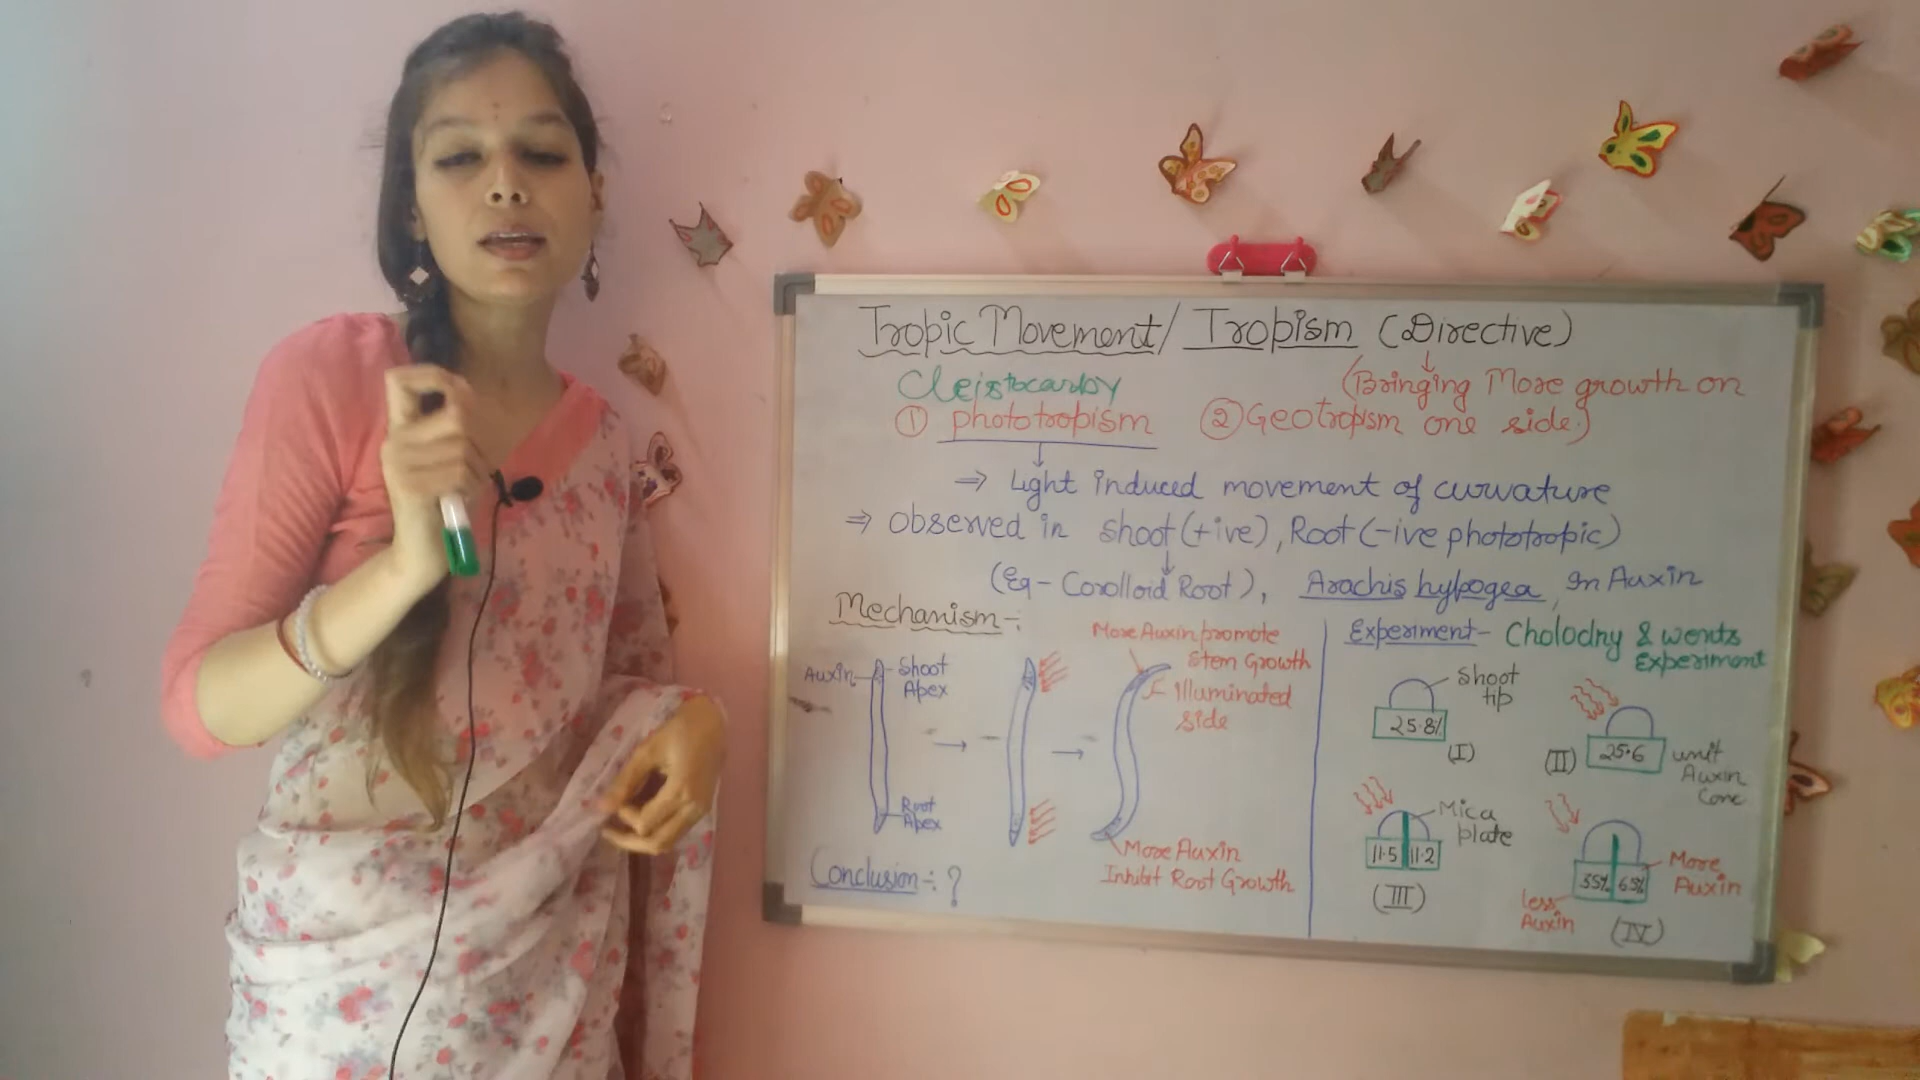 Tropic Movement/ Tropism (Directive)
Cleistocarby
(Bringing More growth on
① phototropism ② Geotropism one side.)
⇒ Light induced movement of curvature
⇒ Observed in shoot (+ive), Root (-ive phototropic)
(Eg - Corolloid Root), Arachis hypogea, In Auxin
Mechanism -:
Auxin
Shoot
Apex
Root
Apex
More Auxin promote
Stem Growth
Illuminated
side
More Auxin
Inhibit Root Growth
Conclusion -: ?
Experiment - Cholodny & wents
Experiment
Shoot
tip
25.8%
(I)
25.6
(II)
unit
Auxin
Conc
Mica
plate
11.5 11.2
(III)
35% 65%
More
Auxin
less
Auxin
(IV)